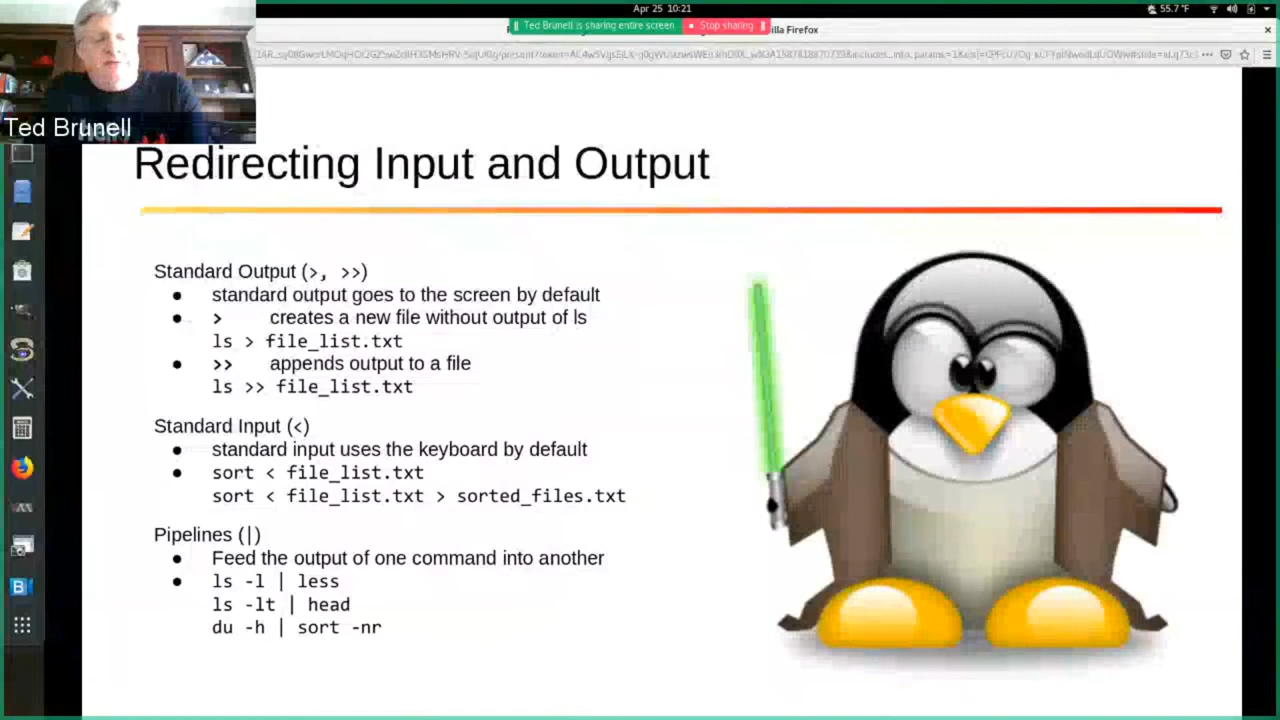 Apr 25 10:21
55.7 °F
Ted Brunell is sharing entire screen
Stop sharing
illa Firefox
Ted Brunell
Redirecting Input and Output
Standard Output (>, >>)
● standard output goes to the screen by default
● > creates a new file without output of ls
ls > file_list.txt
● >> appends output to a file
ls >> file_list.txt
Standard Input (<)
● standard input uses the keyboard by default
● sort < file_list.txt
sort < file_list.txt > sorted_files.txt
Pipelines (|)
● Feed the output of one command into another
● ls -l | less
ls -lt | head
du -h | sort -nr